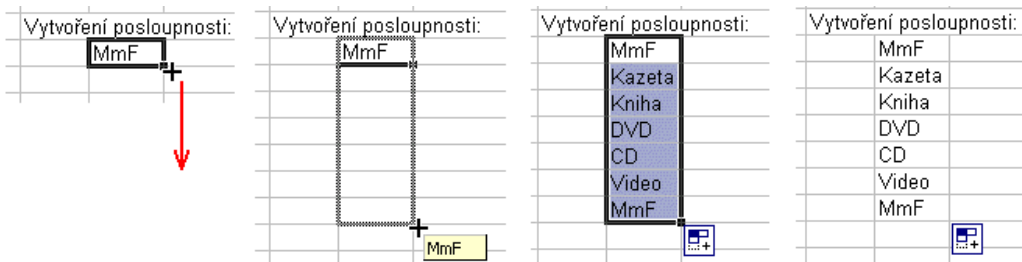 Vytvoření posloupnosti:
MmF
Vytvoření posloupnosti:
MmF
MmF
Vytvoření posloupnosti:
MmF
Kazeta
Kniha
DVD
CD
Video
MmF
Vytvoření posloupnosti:
MmF
Kazeta
Kniha
DVD
CD
Video
MmF